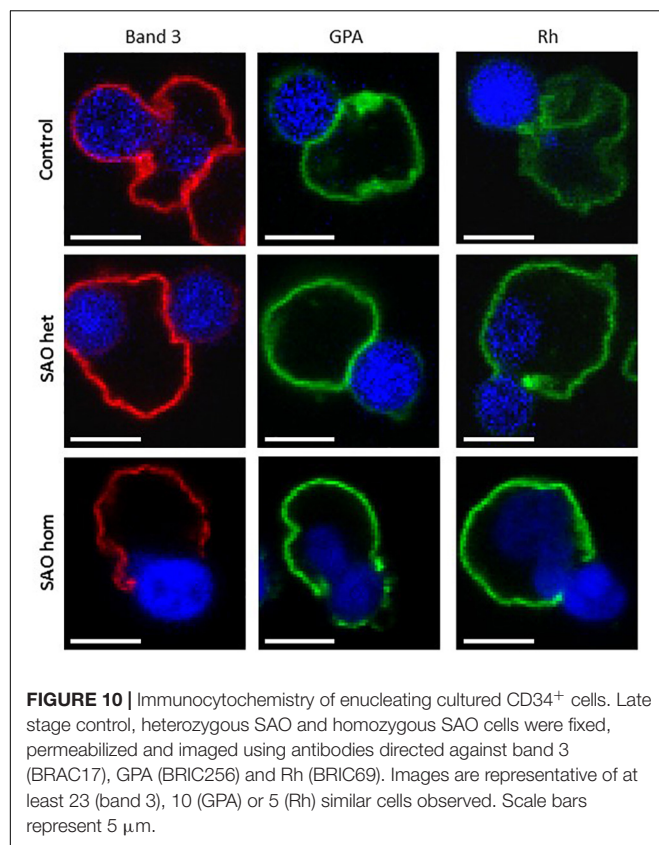 Band 3 GPA Rh
Control
SAO het
SAO hom
FIGURE 10 | Immunocytochemistry of enucleating cultured CD34+ cells. Late
stage control, heterozygous SAO and homozygous SAO cells were fixed,
permeabilized and imaged using antibodies directed against band 3
(BRAC17), GPA (BRIC256) and Rh (BRIC69). Images are representative of at
least 23 (band 3), 10 (GPA) or 5 (Rh) similar cells observed. Scale bars
represent 5 μm.